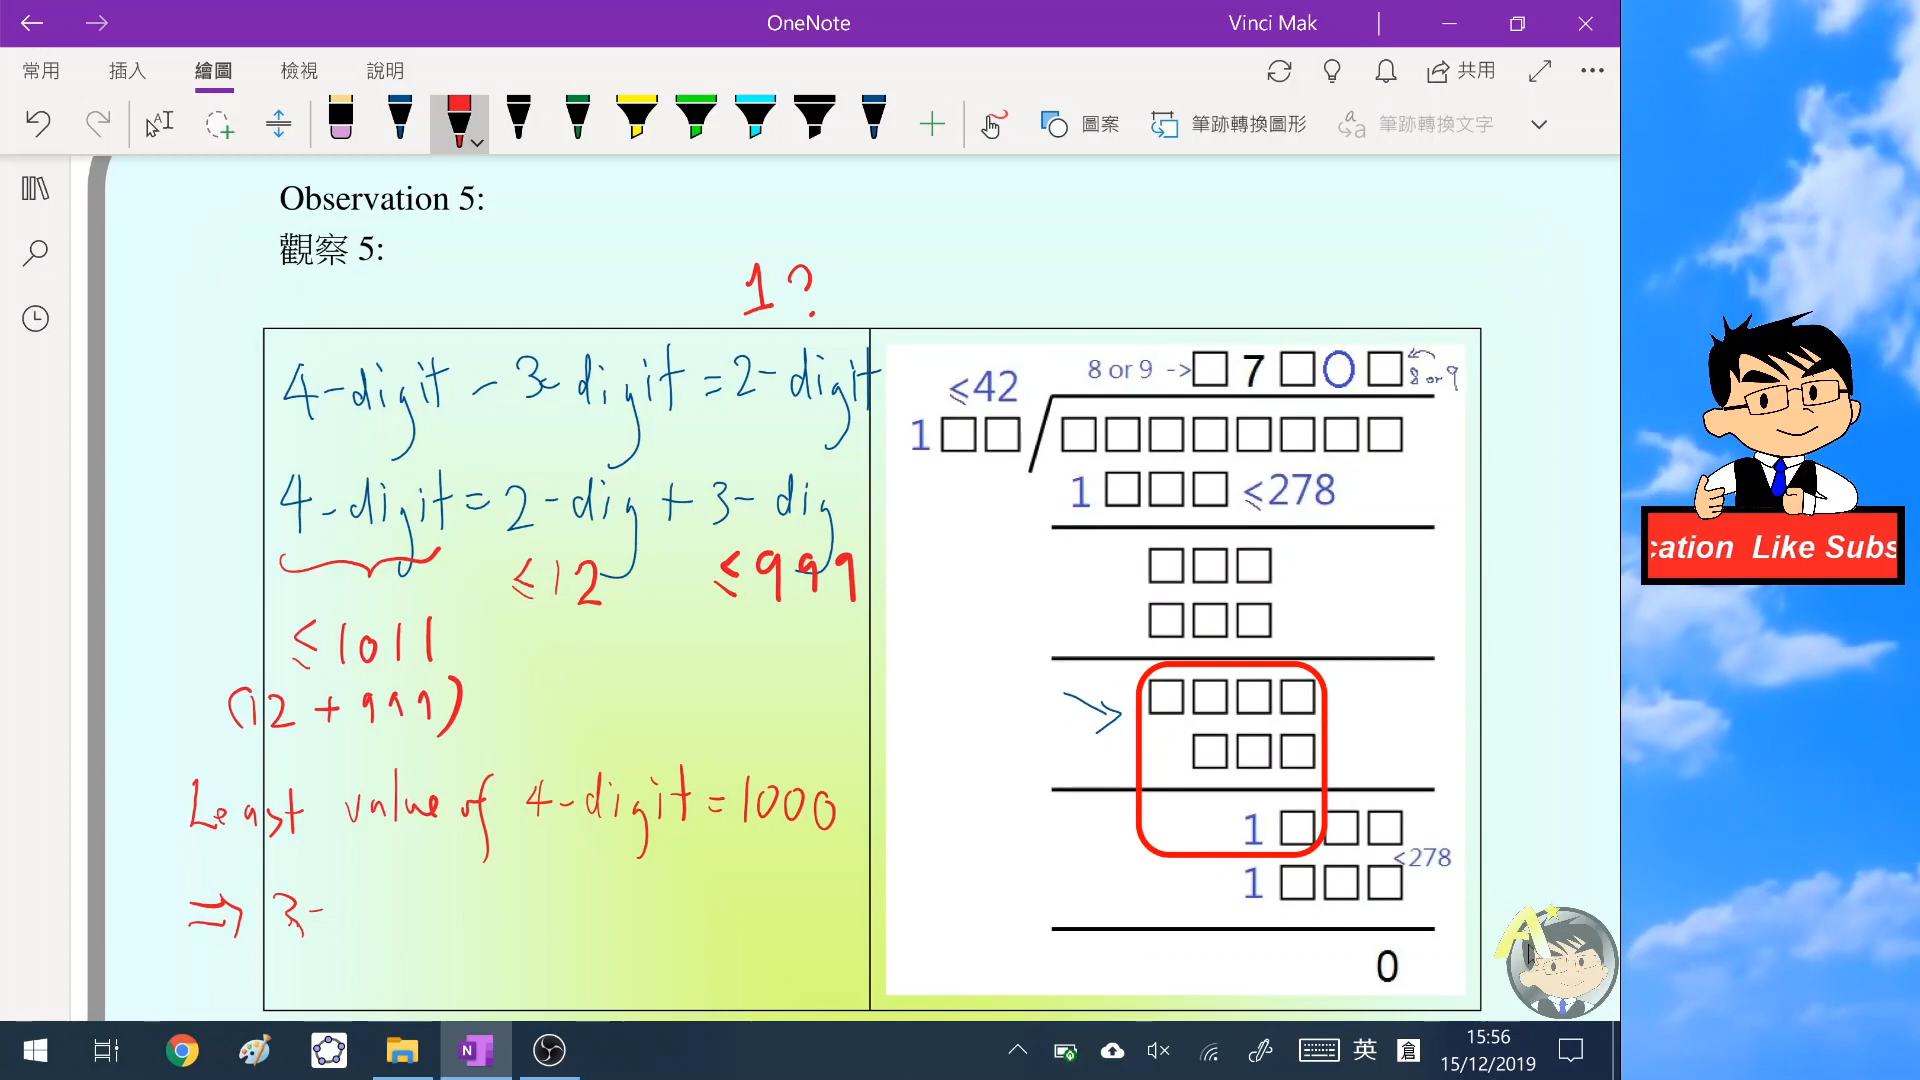 OneNote
Vinci Mak
常用 插入 繪圖 檢視 說明
共用
圖案 筆跡轉換圖形 筆跡轉換文字
Observation 5:
觀察 5:
1?
4-digit - 3-digit = 2-digit
4-digit = 2-dig + 3-dig
≤12 ≤999
≤1011
(12 + 999)
Least value of 4-digit = 1000
⇒ 3-
8 or 9 -> □ 7 □ 0 □ 8 or 9
≤42
1□□ / □□□□□□□□
1□□□ ≤278
□□□
□□□
□□□□
□□□
1□□□
≤278
1□□□
0
cation Like Subs
A
英 倉
15:56
15/12/2019